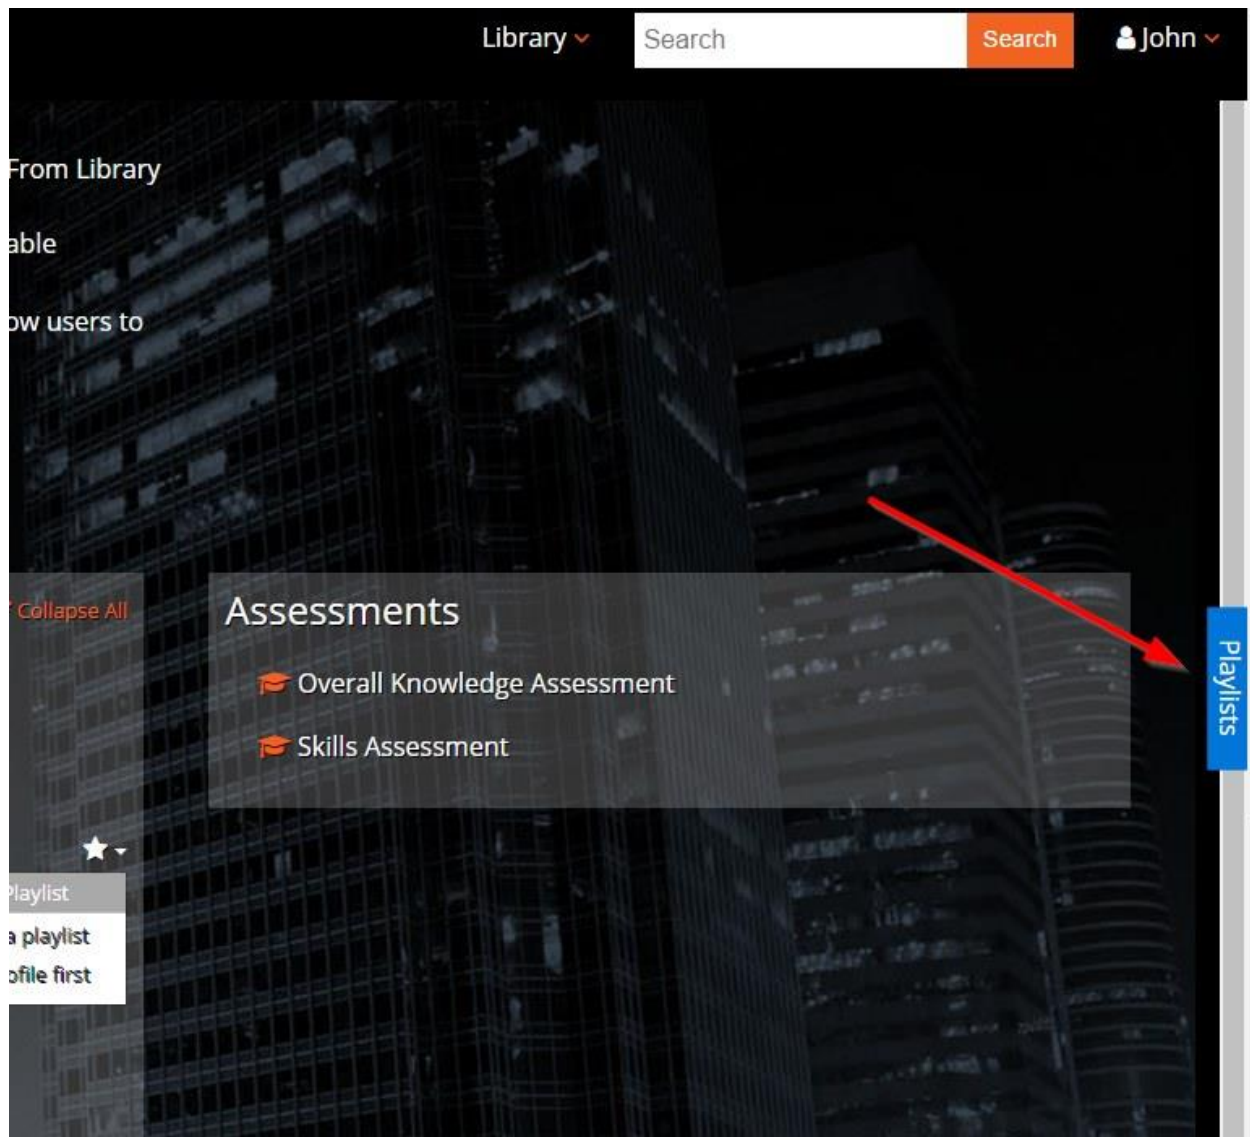 Library
Search
Search
John
From Library
able
ow users to
Collapse All
Assessments
Overall Knowledge Assessment
Skills Assessment
Playlists
Playlist
a playlist
ofile first